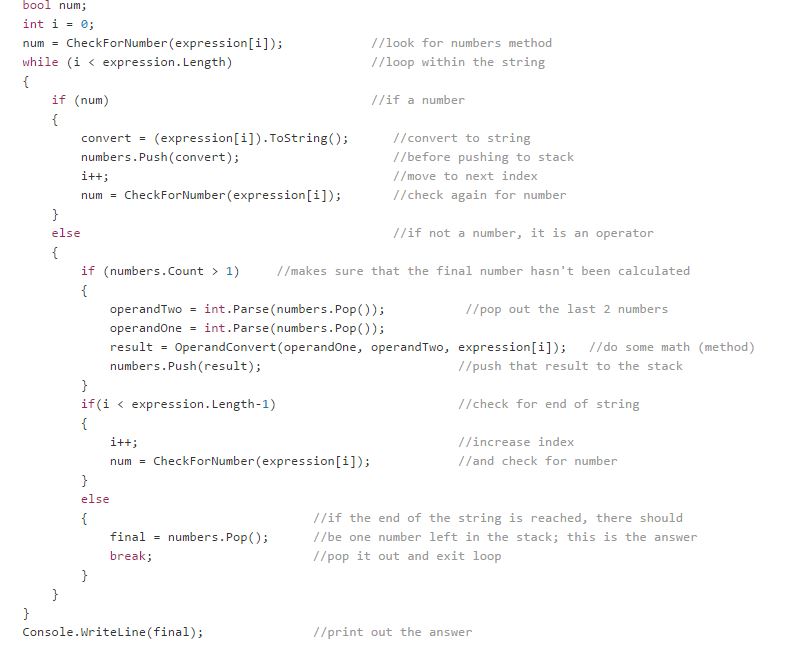 bool num;
int i = 0;
num = CheckForNumber(expression[i]);            //look for numbers method
while (i < expression.Length)                   //loop within the string
{
    if (num)                                    //if a number
    {
        convert = (expression[i]).ToString();      //convert to string
        numbers.Push(convert);                     //before pushing to stack
        i++;                                       //move to next index
        num = CheckForNumber(expression[i]);       //check again for number
    }
    else                                           //if not a number, it is an operator
    {
        if (numbers.Count > 1)     //makes sure that the final number hasn't been calculated
        {
            operandTwo = int.Parse(numbers.Pop());           //pop out the last 2 numbers
            operandOne = int.Parse(numbers.Pop());
            result = OperandConvert(operandOne, operandTwo, expression[i]);   //do some math (method)
            numbers.Push(result);                           //push that result to the stack
        }
        if(i < expression.Length-1)                         //check for end of string
        {
            i++;                                            //increase index
            num = CheckForNumber(expression[i]);            //and check for number
        }
        else
        {                               //if the end of the string is reached, there should
            final = numbers.Pop();      //be one number left in the stack; this is the answer
            break;                      //pop it out and exit loop
        }
    }
}
Console.WriteLine(final);               //print out the answer